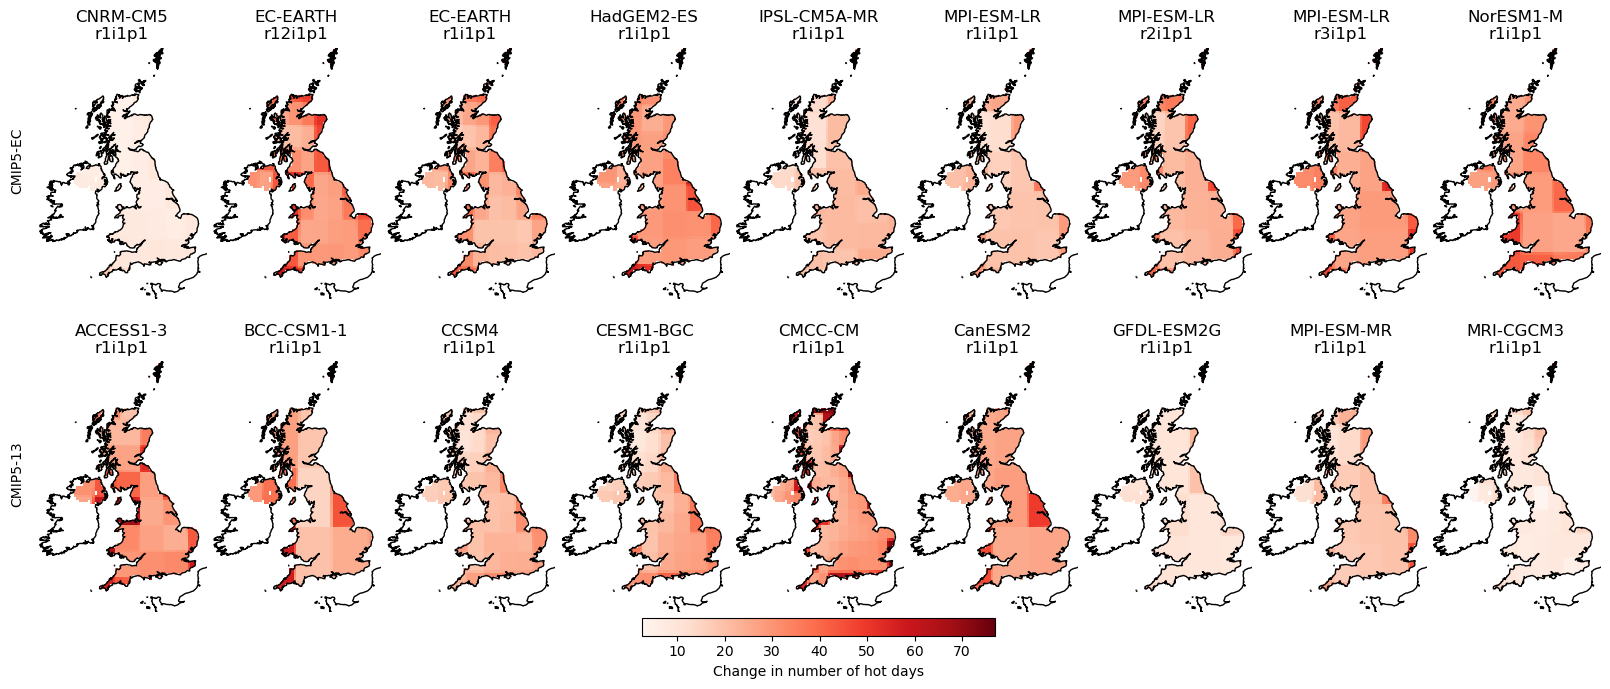 CNRM-CM5
r1i1p1
EC-EARTH
r12i1p1
EC-EARTH
r1i1p1
HadGEM2-ES
r1i1p1
IPSL-CM5A-MR
r1i1p1
MPI-ESM-LR
r1i1p1
MPI-ESM-LR
r2i1p1
MPI-ESM-LR
r3i1p1
NorESM1-M
r1i1p1
CMIP5-EC
ACCESS1-3
r1i1p1
BCC-CSM1-1
r1i1p1
CCSM4
r1i1p1
CESM1-BGC
r1i1p1
CMCC-CM
r1i1p1
CanESM2
r1i1p1
GFDL-ESM2G
r1i1p1
MPI-ESM-MR
r1i1p1
MRI-CGCM3
r1i1p1
CMIP5-13
10 20 30 40 50 60 70
Change in number of hot days